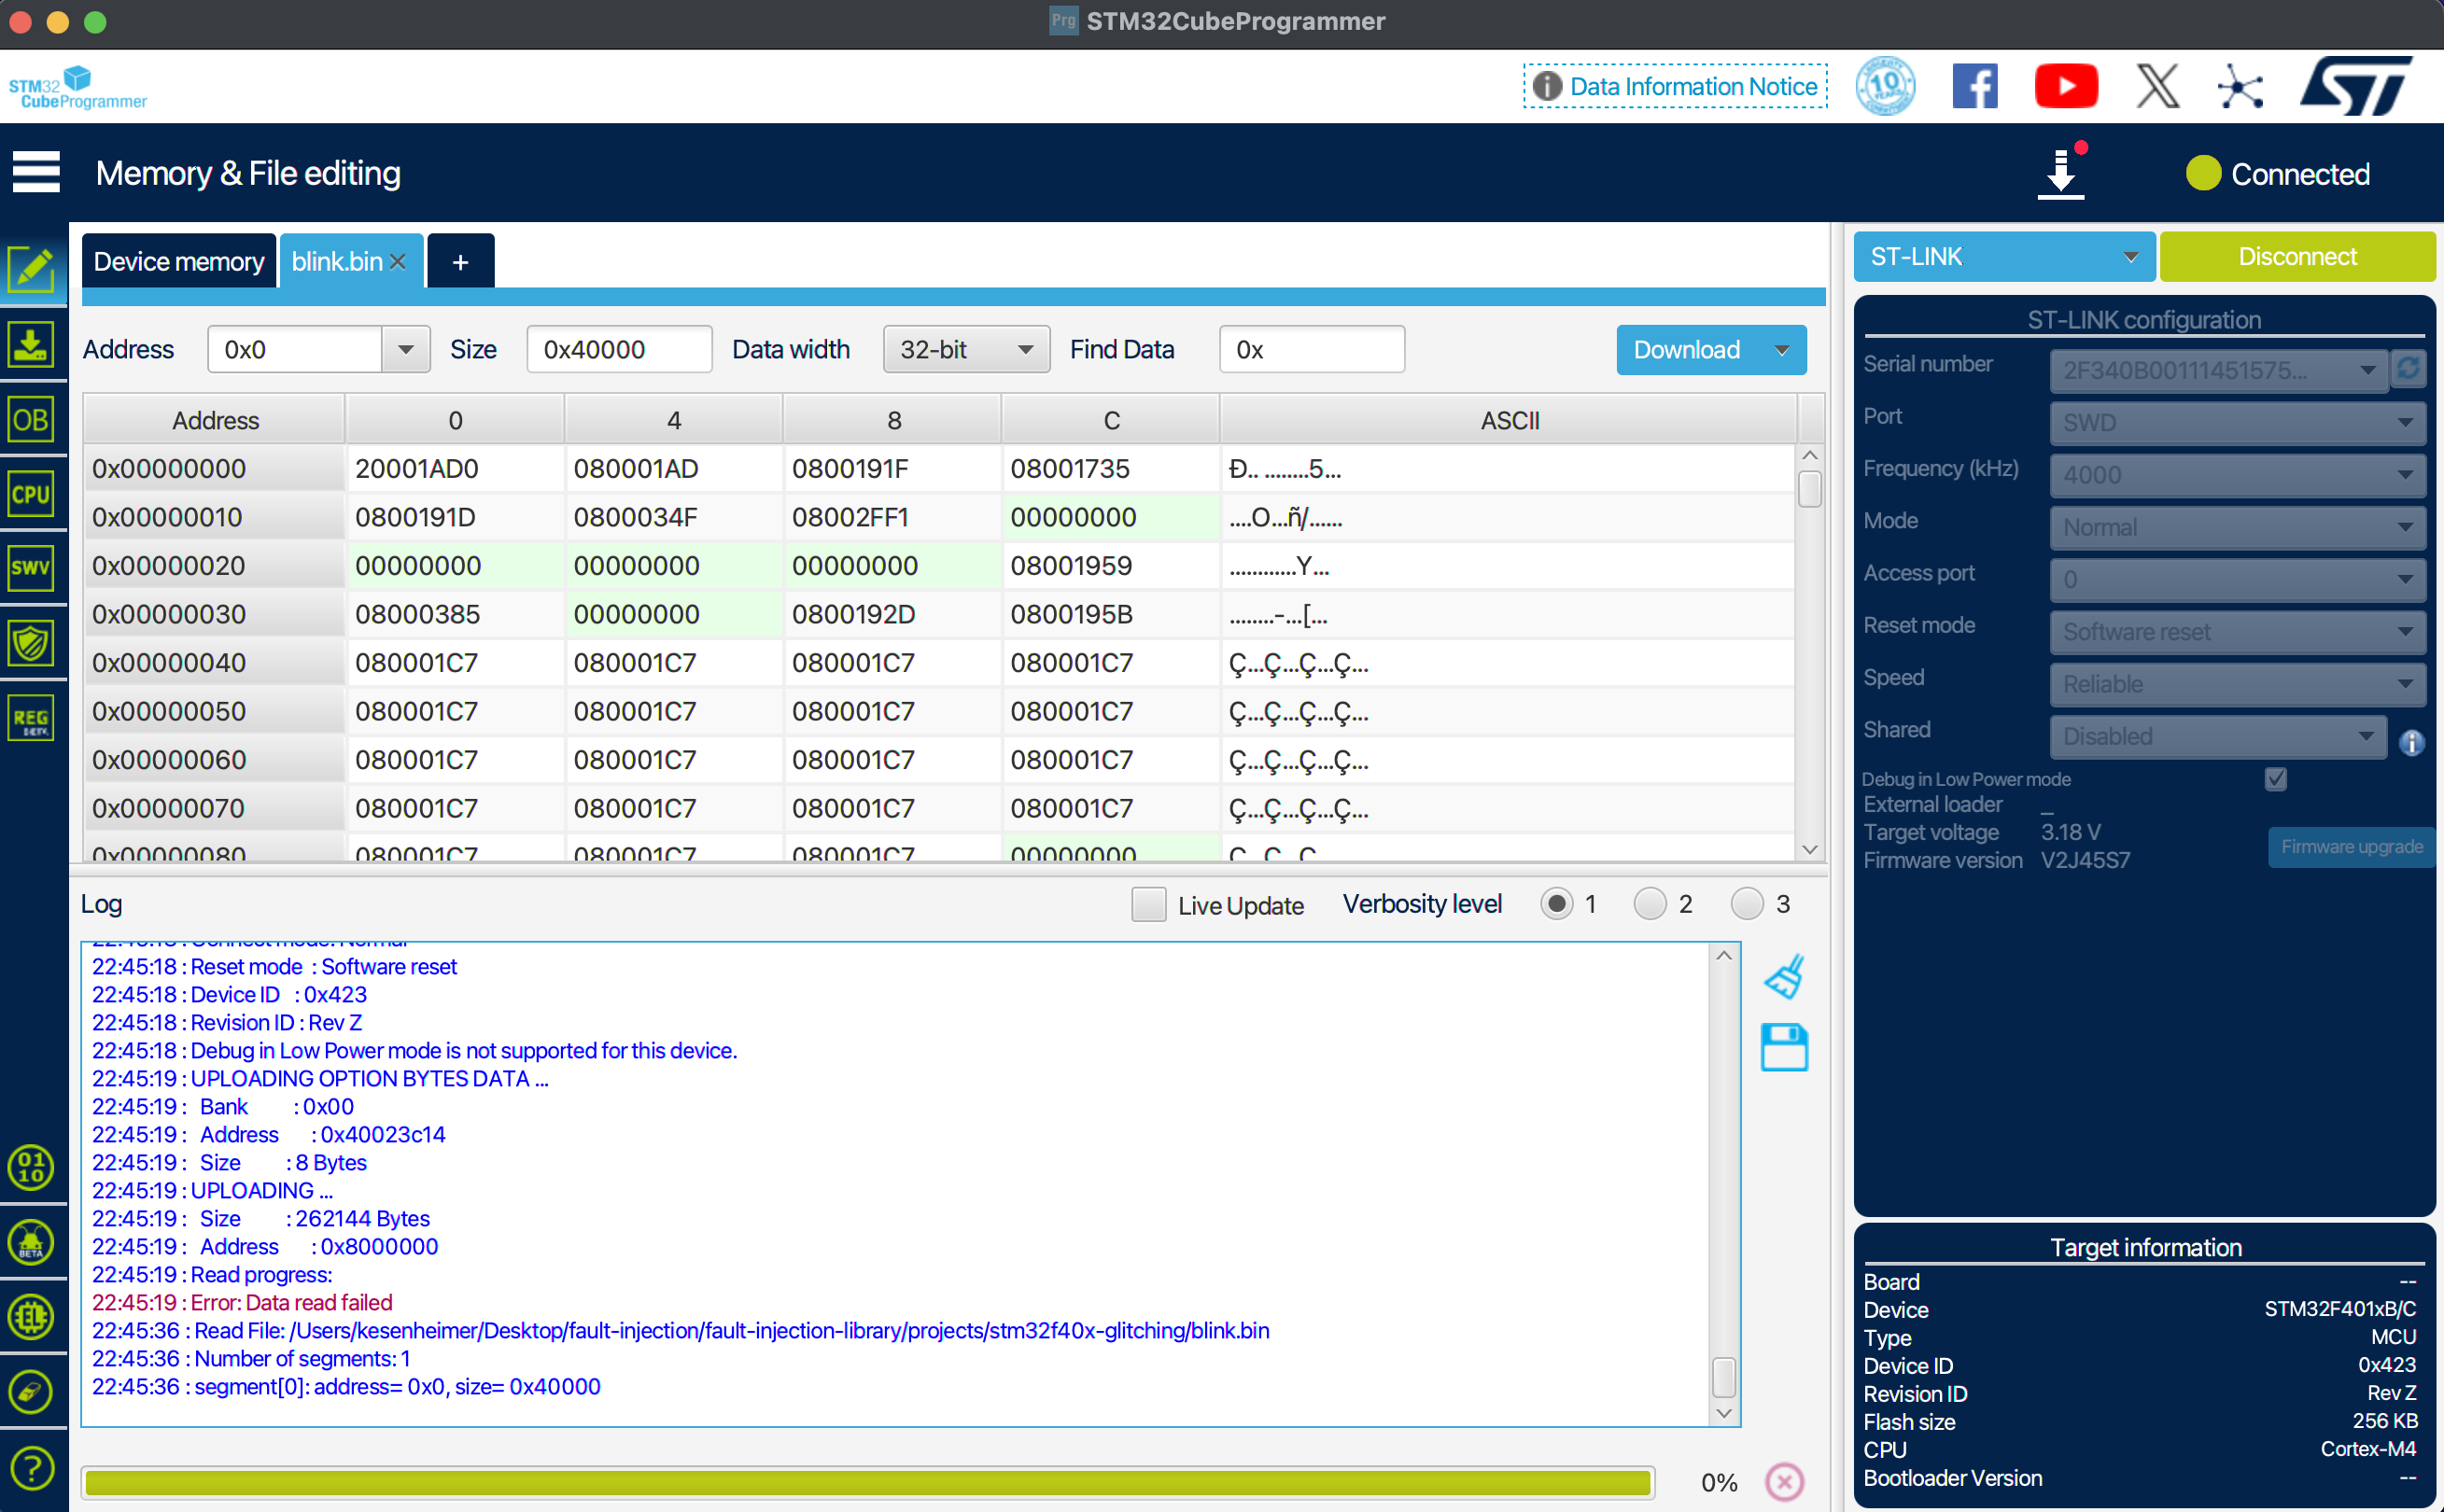 Prg STM32CubeProgrammer
STM32
CubeProgrammer
Data Information Notice
10
Memory & File editing
Connected
Device memory
blink.bin
+
ST-LINK
Disconnect
Address 0x0 Size 0x40000 Data width 32-bit Find Data 0x Download
Address 0 4 8 C ASCII
0x00000000 20001AD0 080001AD 0800191F 08001735 Ð.. ........5...
0x00000010 0800191D 0800034F 08002FF1 00000000 ....O...ñ/......
0x00000020 00000000 00000000 00000000 08001959 ............Y...
0x00000030 08000385 00000000 0800192D 0800195B ........-...[...
0x00000040 080001C7 080001C7 080001C7 080001C7 Ç...Ç...Ç...Ç...
0x00000050 080001C7 080001C7 080001C7 080001C7 Ç...Ç...Ç...Ç...
0x00000060 080001C7 080001C7 080001C7 080001C7 Ç...Ç...Ç...Ç...
0x00000070 080001C7 080001C7 080001C7 080001C7 Ç...Ç...Ç...Ç...
0x00000080 080001C7 080001C7 080001C7 00000000
OB
CPU
SWV
REG
01
10
BETA
?
Log
Live Update Verbosity level 1 2 3
22:45:18 : Connect mode: Normal
22:45:18 : Reset mode : Software reset
22:45:18 : Device ID : 0x423
22:45:18 : Revision ID : Rev Z
22:45:18 : Debug in Low Power mode is not supported for this device.
22:45:19 : UPLOADING OPTION BYTES DATA ...
22:45:19 : Bank : 0x00
22:45:19 : Address : 0x40023c14
22:45:19 : Size : 8 Bytes
22:45:19 : UPLOADING ...
22:45:19 : Size : 262144 Bytes
22:45:19 : Address : 0x8000000
22:45:19 : Read progress:
22:45:19 : Error: Data read failed
22:45:36 : Read File: /Users/kesenheimer/Desktop/fault-injection/fault-injection-library/projects/stm32f40x-glitching/blink.bin
22:45:36 : Number of segments: 1
22:45:36 : segment[0]: address= 0x0, size= 0x40000
0%
ST-LINK configuration
Serial number 2F340B00111451575...
Port SWD
Frequency (kHz) 4000
Mode Normal
Access port 0
Reset mode Software reset
Speed Reliable
Shared Disabled
Debug in Low Power mode
External loader _
Target voltage 3.18 V
Firmware version V2J45S7
Firmware upgrade
Target information
Board --
Device STM32F401xB/C
Type MCU
Device ID 0x423
Revision ID Rev Z
Flash size 256 KB
CPU Cortex-M4
Bootloader Version --